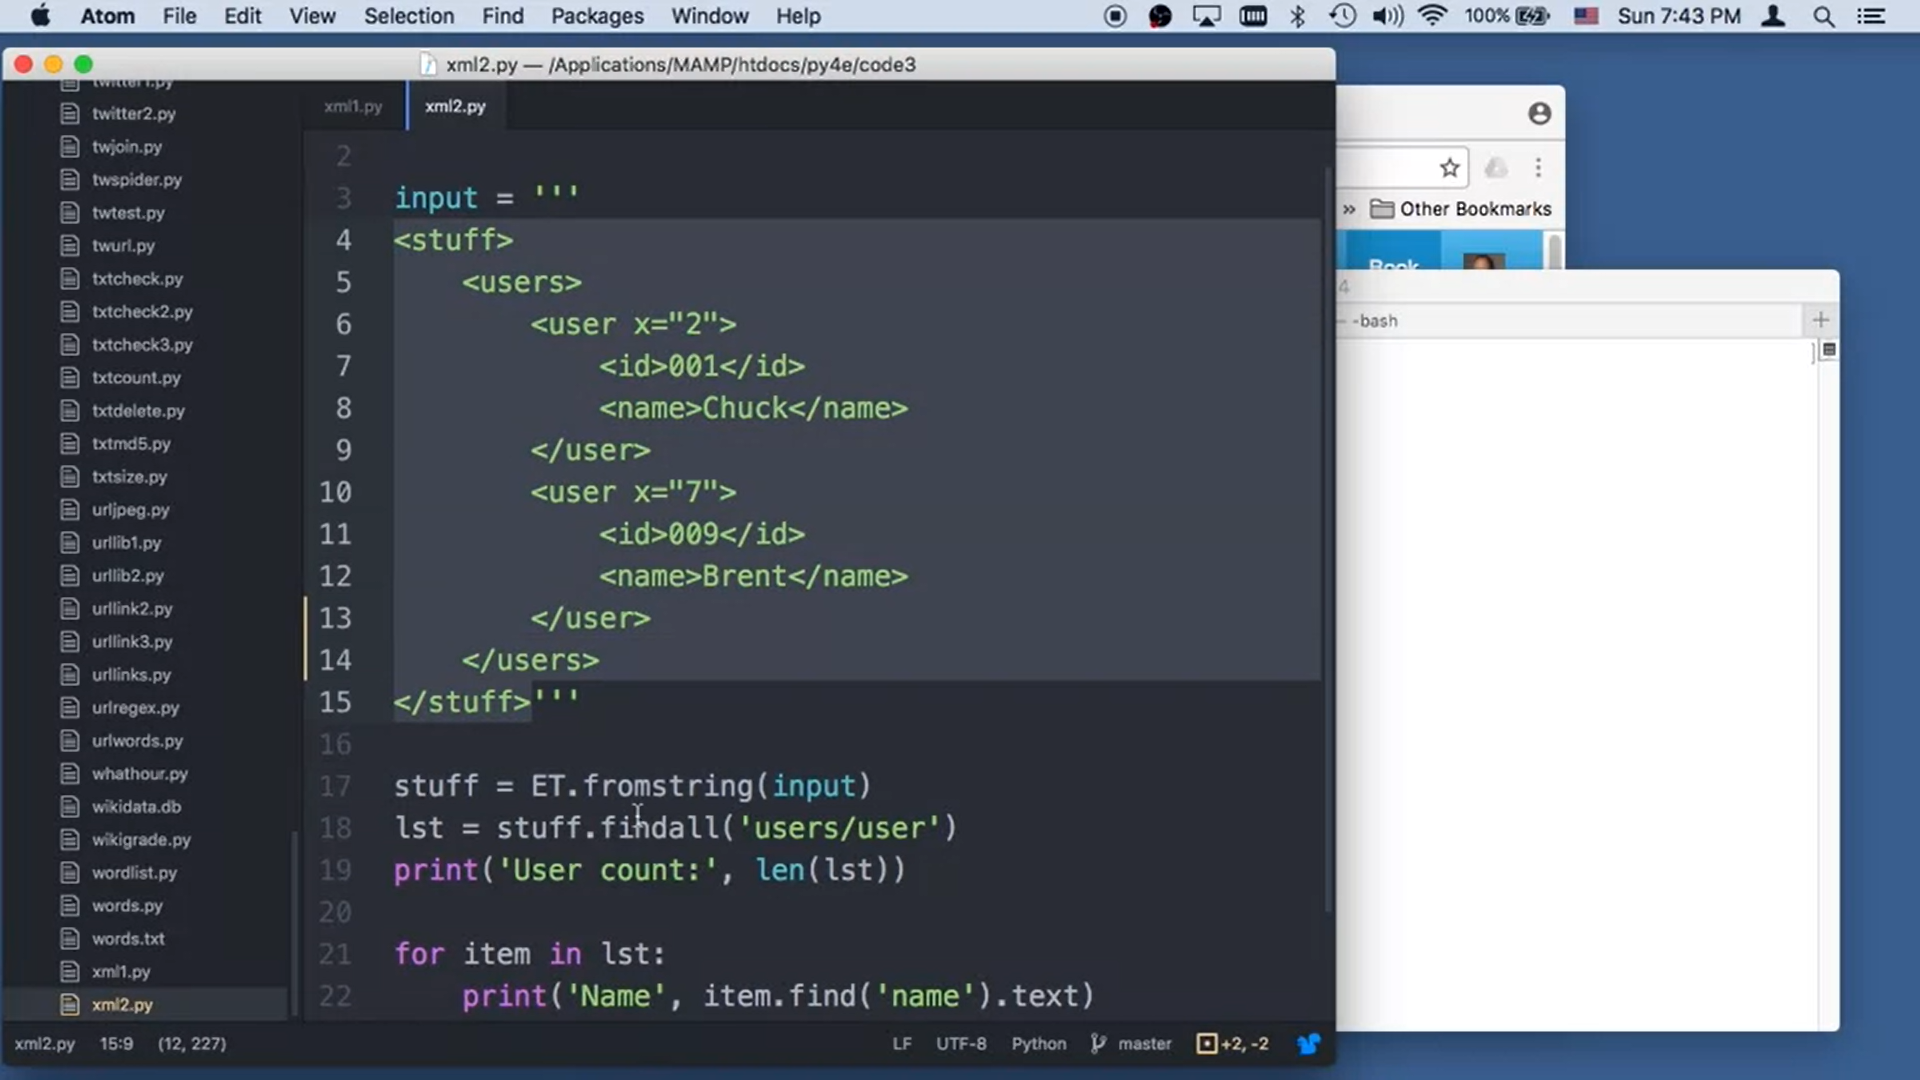 Atom File Edit View Selection Find Packages Window Help 100% Sun 7:43 PM
xml2.py — /Applications/MAMP/htdocs/py4e/code3
xml1.py xml2.py
twitter1.py
twitter2.py
twjoin.py
twspider.py
twtest.py
twurl.py
txtcheck.py
txtcheck2.py
txtcheck3.py
txtcount.py
txtdelete.py
txtmd5.py
txtsize.py
urljpeg.py
urllib1.py
urllib2.py
urllink2.py
urllink3.py
urllinks.py
urlregex.py
urlwords.py
whathour.py
wikidata.db
wikigrade.py
wordlist.py
words.py
words.txt
xml1.py
xml2.py
2
3 input = '''
4 <stuff>
5 <users>
6 <user x="2">
7 <id>001</id>
8 <name>Chuck</name>
9 </user>
10 <user x="7">
11 <id>009</id>
12 <name>Brent</name>
13 </user>
14 </users>
15 </stuff>'''
16
17 stuff = ET.fromstring(input)
18 lst = stuff.findall('users/user')
19 print('User count:', len(lst))
20
21 for item in lst:
22 print('Name', item.find('name').text)
xml2.py 15:9 (12, 227) LF UTF-8 Python master +2, -2
» Other Bookmarks
Book
4
- -bash +